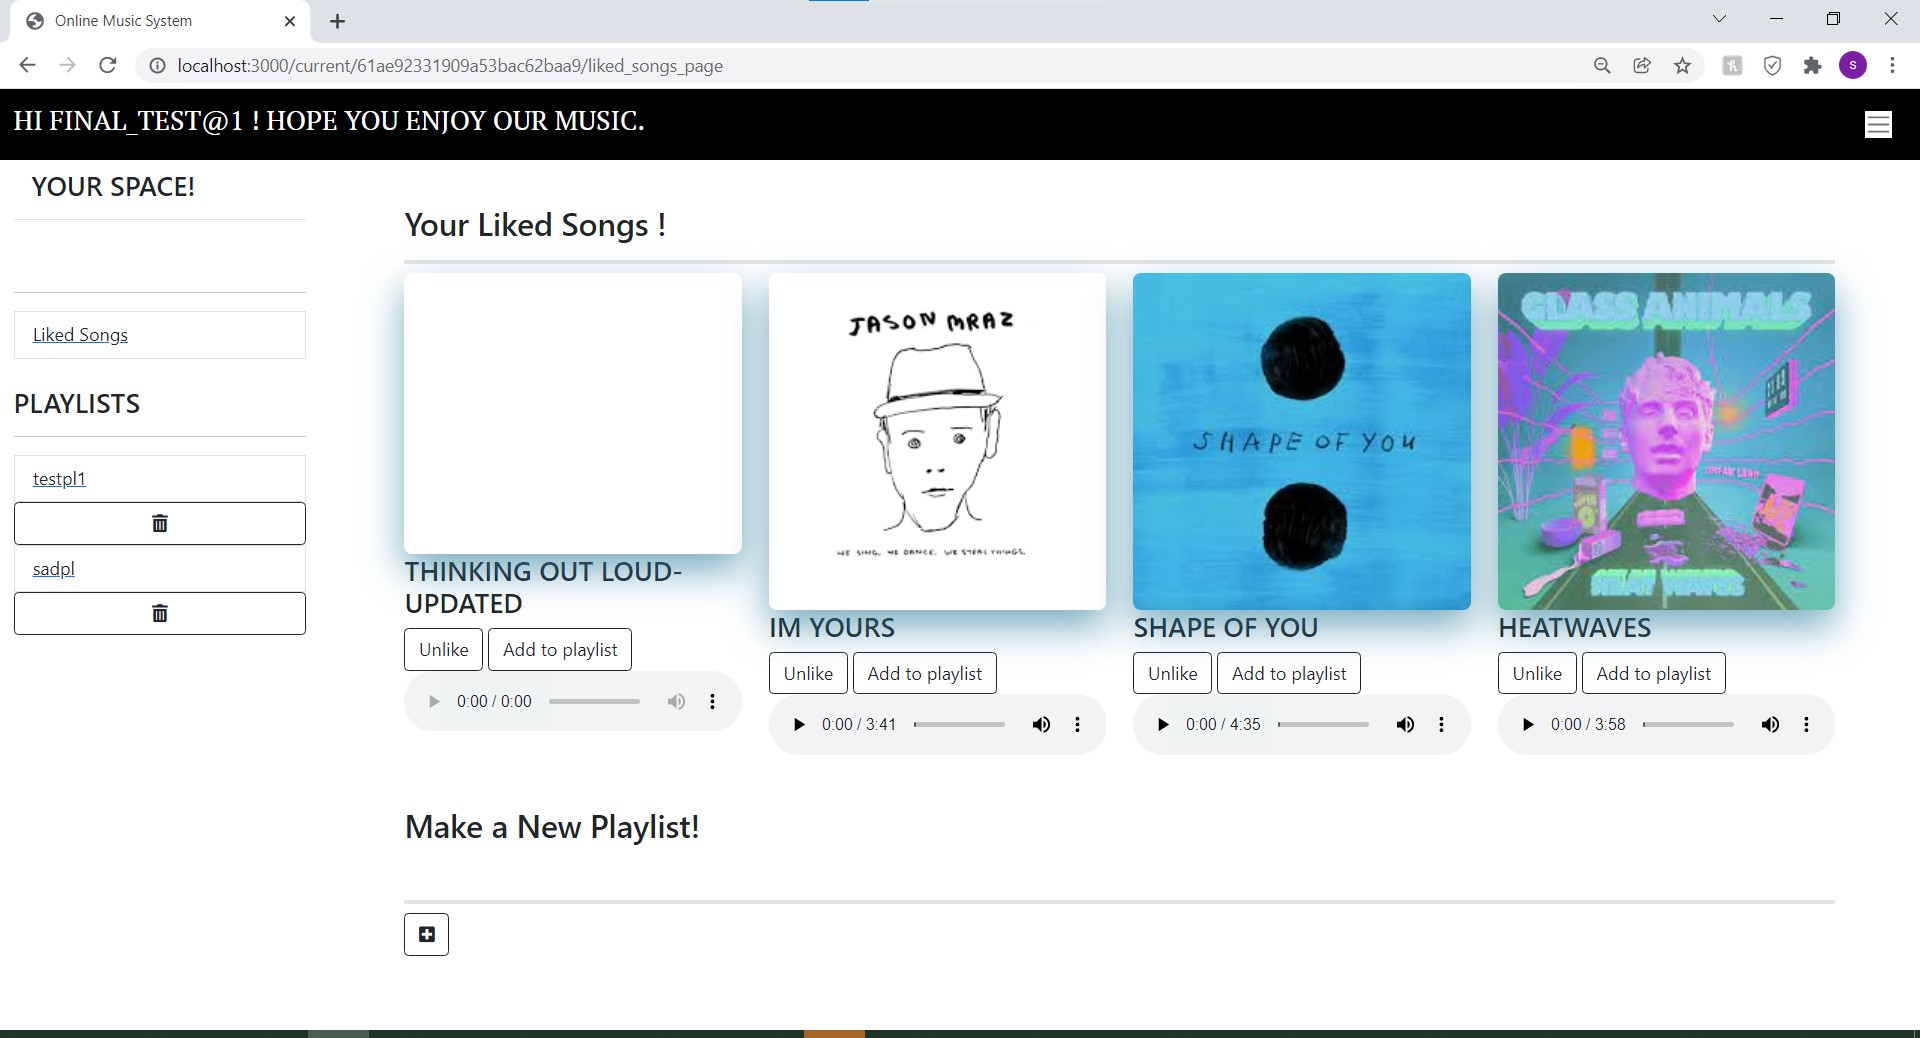 Online Music System
localhost:3000/current/61ae92331909a53bac62baa9/liked_songs_page
S
HI FINAL_TEST@1 ! HOPE YOU ENJOY OUR MUSIC.
YOUR SPACE!
Liked Songs
PLAYLISTS
testpl1
sadpl
Your Liked Songs !
THINKING OUT LOUD-
UPDATED
Unlike Add to playlist
0:00 / 0:00
JASON MRAZ
WE SING. WE DANCE. WE STEAL THINGS.
IM YOURS
Unlike Add to playlist
0:00 / 3:41
SHAPE OF YOU
SHAPE OF YOU
Unlike Add to playlist
0:00 / 4:35
GLASS ANIMALS
DREAMLAND
HEAT WAVES
HEATWAVES
Unlike Add to playlist
0:00 / 3:58
Make a New Playlist!